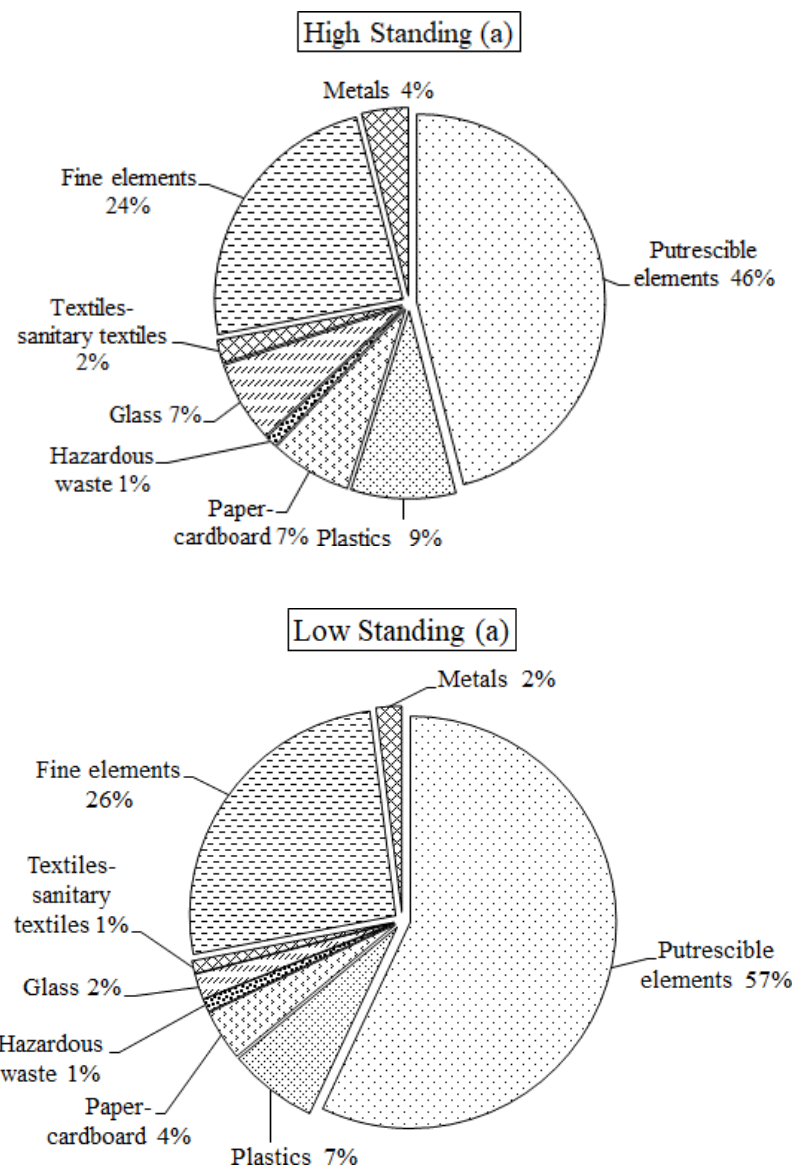 High Standing (a)
Metals 4%
Fine elements
24%
Putrescible
elements 46%
Textiles-
sanitary textiles
2%
Glass 7%
Hazardous
waste 1%
Paper-
cardboard 7%
Plastics 9%
Low Standing (a)
Metals 2%
Fine elements
26%
Textiles-
sanitary
textiles 1%
Putrescible
elements 57%
Glass 2%
Hazardous
waste 1%
Paper-
cardboard 4%
Plastics 7%